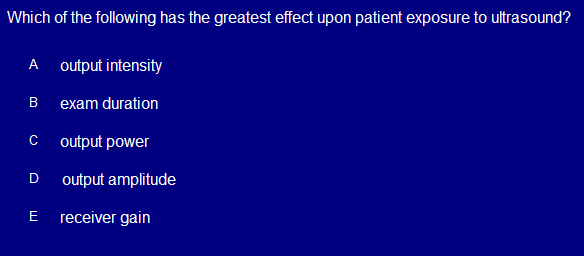 Which of the following has the greatest effect upon patient exposure to ultrasound?
A output intensity
B exam duration
C output power
D output amplitude
E receiver gain